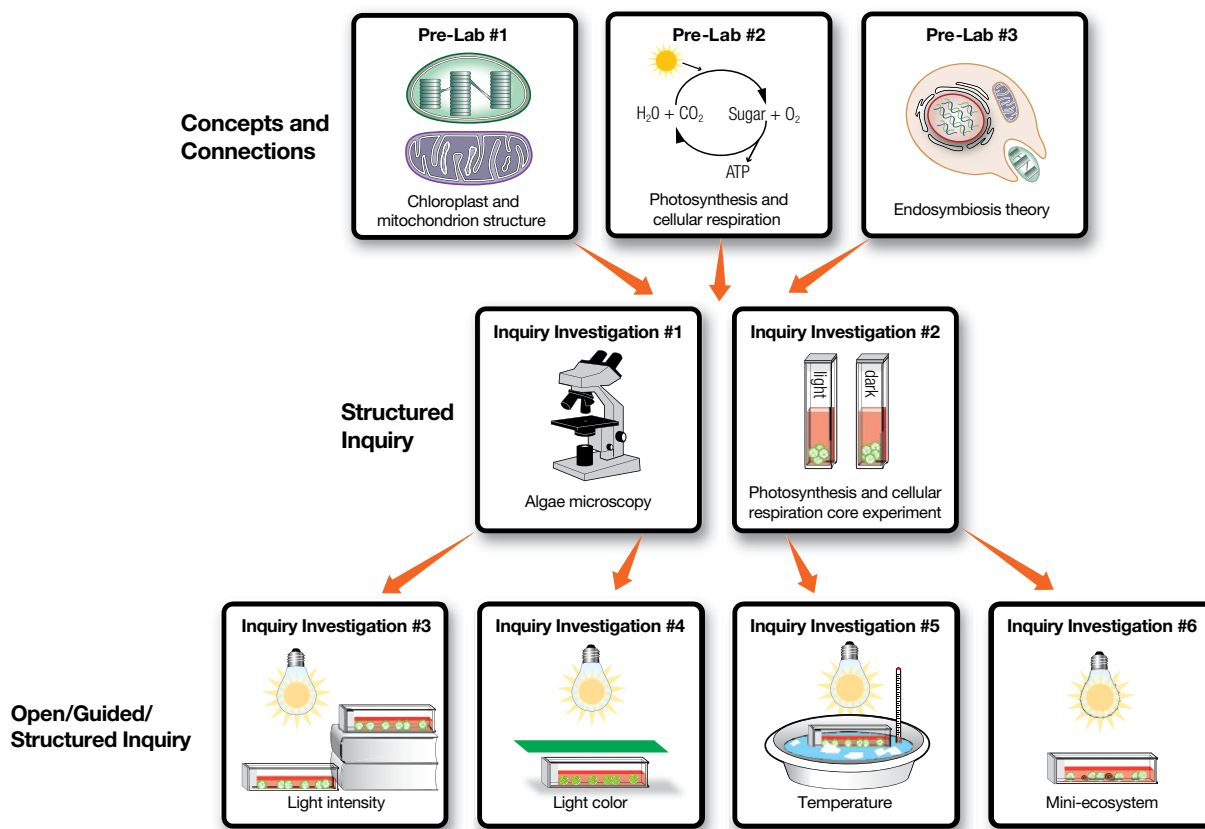 Pre-Lab #1
Chloroplast and
mitochondrion structure
Pre-Lab #2
H₂O + CO₂
Sugar + O₂
ATP
Photosynthesis and
cellular respiration
Pre-Lab #3
Endosymbiosis theory
Concepts and
Connections
Inquiry Investigation #1
Algae microscopy
Inquiry Investigation #2
light
dark
Photosynthesis and cellular
respiration core experiment
Structured
Inquiry
Inquiry Investigation #3
Light intensity
Inquiry Investigation #4
Light color
Inquiry Investigation #5
Temperature
Inquiry Investigation #6
Mini-ecosystem
Open/Guided/
Structured Inquiry